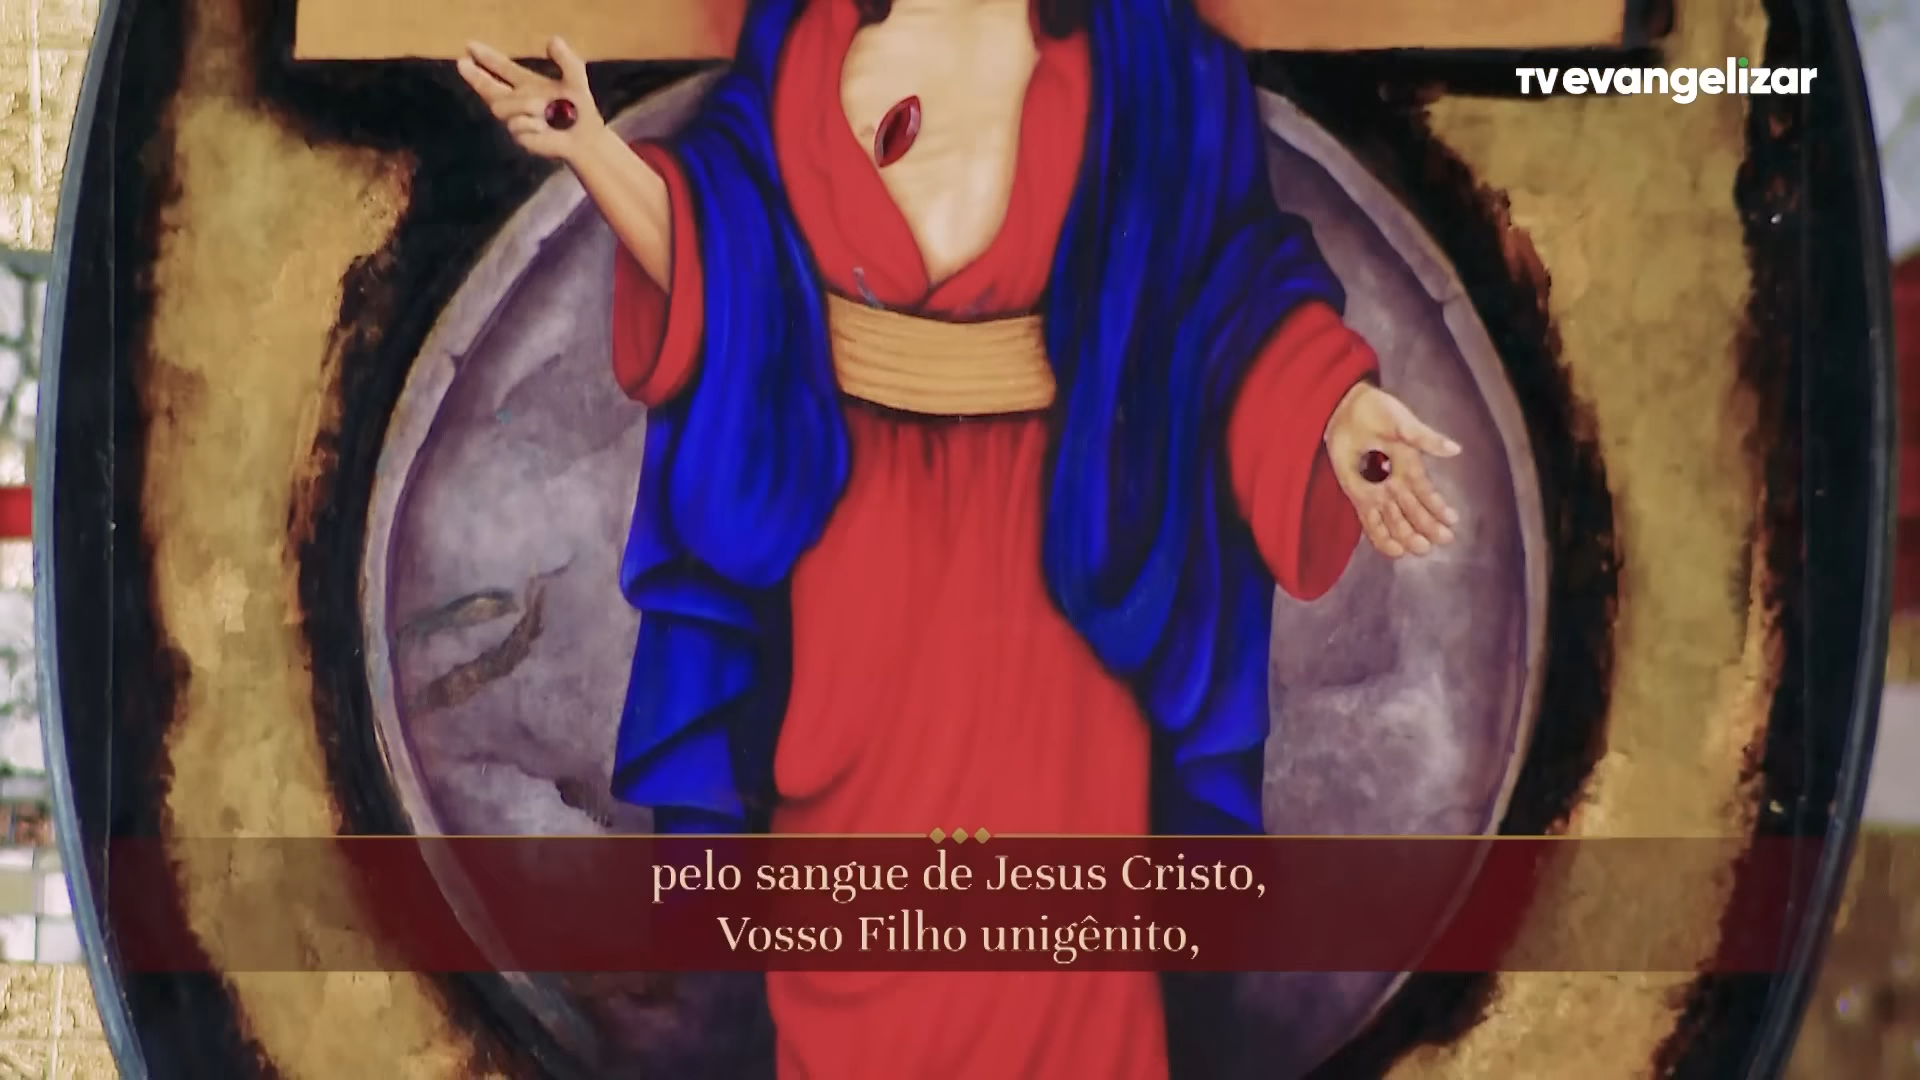 TV evangelizar
pelo sangue de Jesus Cristo,
Vosso Filho unigênito,